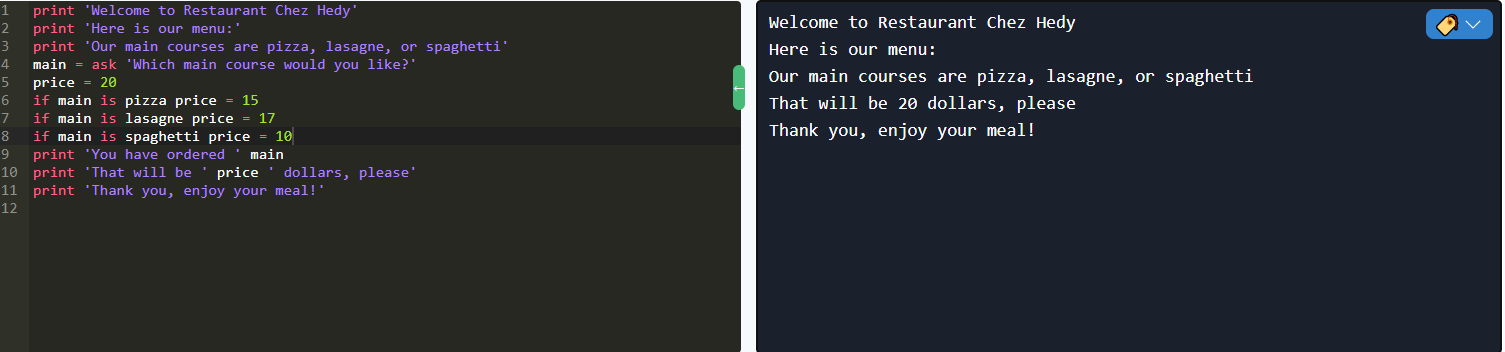 1 print 'Welcome to Restaurant Chez Hedy'
2 print 'Here is our menu:'
3 print 'Our main courses are pizza, lasagne, or spaghetti'
4 main = ask 'Which main course would you like?'
5 price = 20
6 if main is pizza price = 15
7 if main is lasagne price = 17
8 if main is spaghetti price = 10
9 print 'You have ordered ' main
10 print 'That will be ' price ' dollars, please'
11 print 'Thank you, enjoy your meal!'
12
Welcome to Restaurant Chez Hedy
Here is our menu:
Our main courses are pizza, lasagne, or spaghetti
That will be 20 dollars, please
Thank you, enjoy your meal!